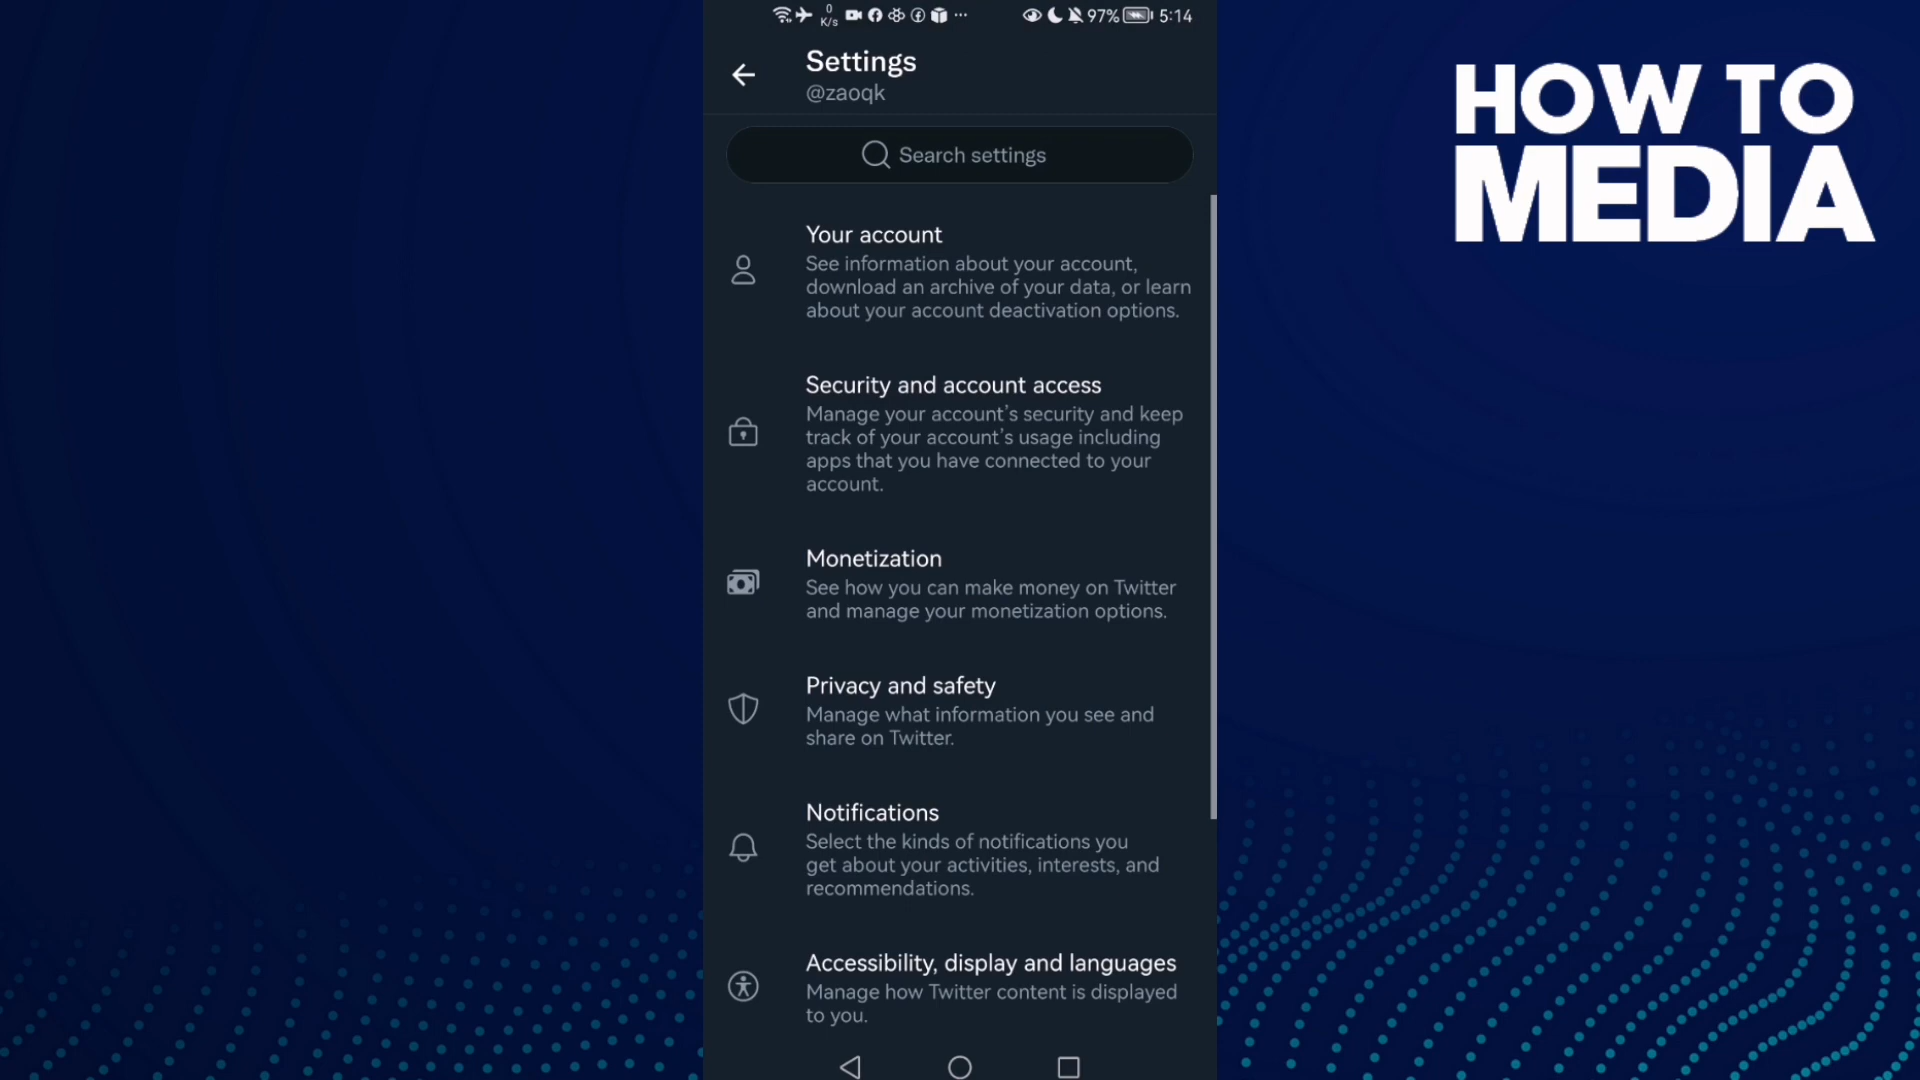 0
K/s
97%
5:14
Settings
@zaoqk
Search settings
Your account
See information about your account,
download an archive of your data, or learn
about your account deactivation options.
Security and account access
Manage your account's security and keep
track of your account's usage including
apps that you have connected to your
account.
Monetization
See how you can make money on Twitter
and manage your monetization options.
Privacy and safety
Manage what information you see and
share on Twitter.
Notifications
Select the kinds of notifications you
get about your activities, interests, and
recommendations.
Accessibility, display and languages
Manage how Twitter content is displayed
to you.
HOW TO
MEDIA